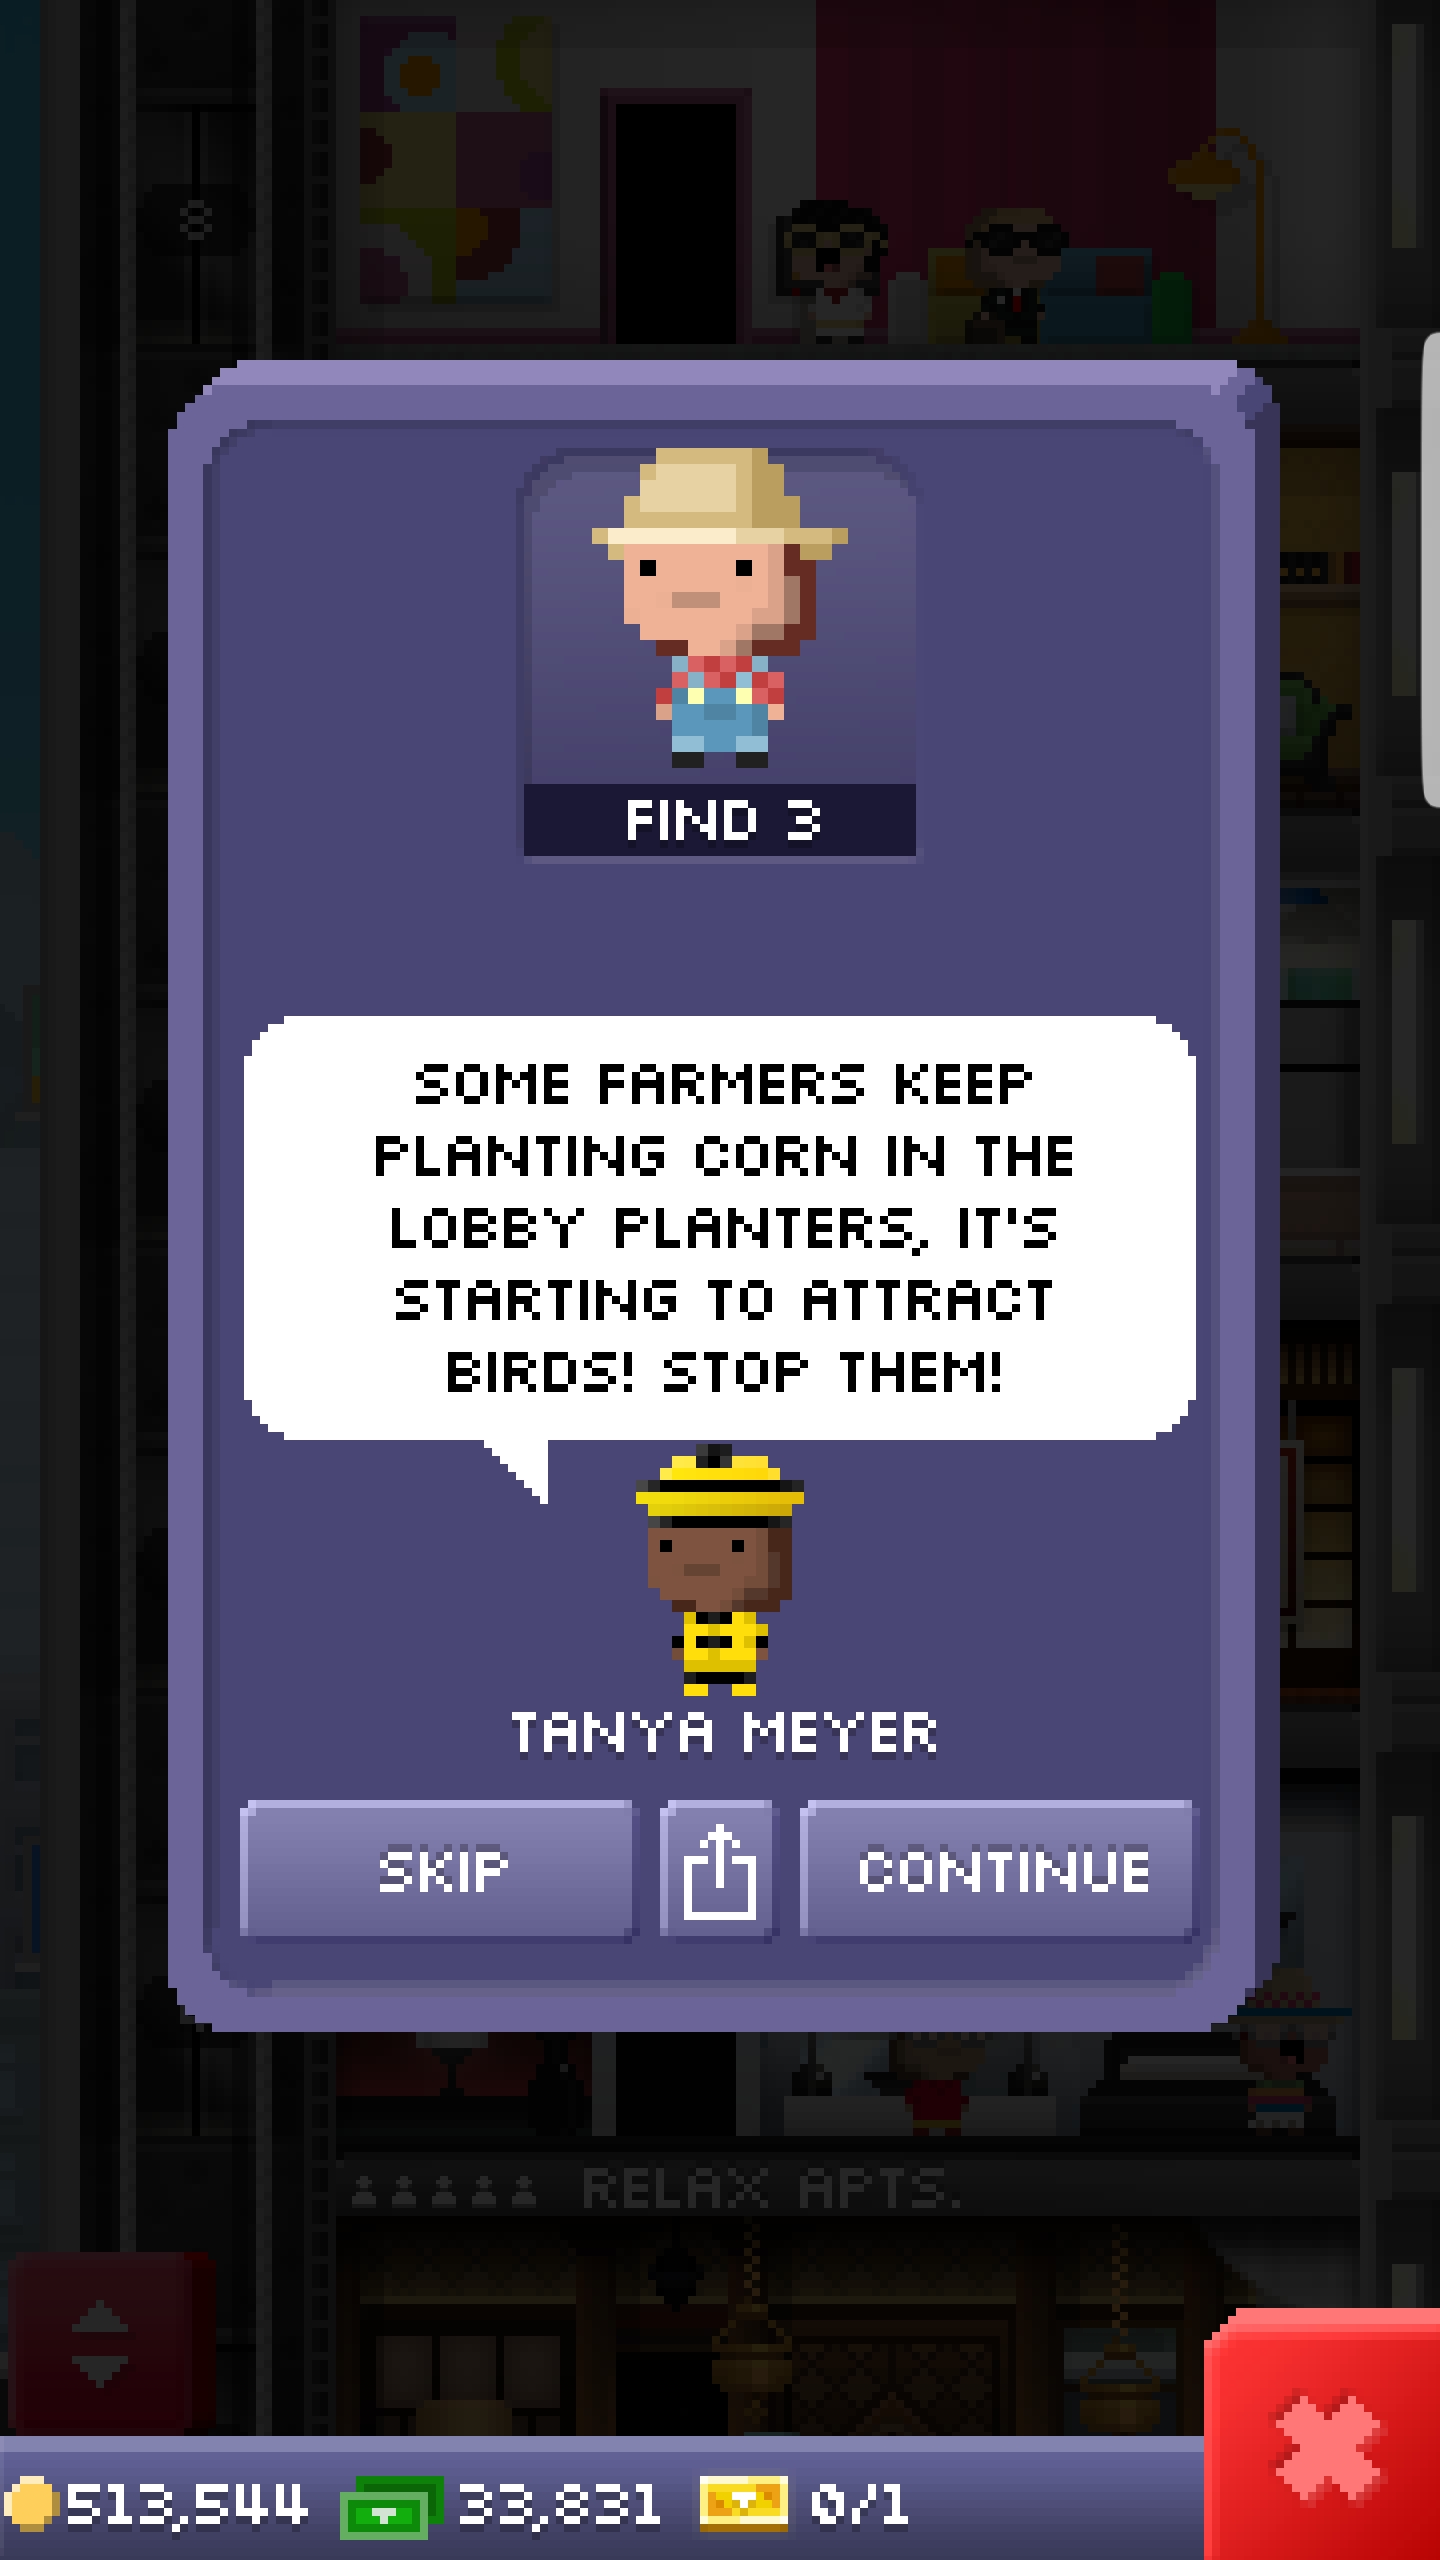 8
FIND 3
SOME FARMERS KEEP
PLANTING CORN IN THE
LOBBY PLANTERS, IT'S
STARTING TO ATTRACT
BIRDS! STOP THEM!
TANYA MEYER
SKIP
CONTINUE
RELAX APTS.
513,544 33,831 0/1